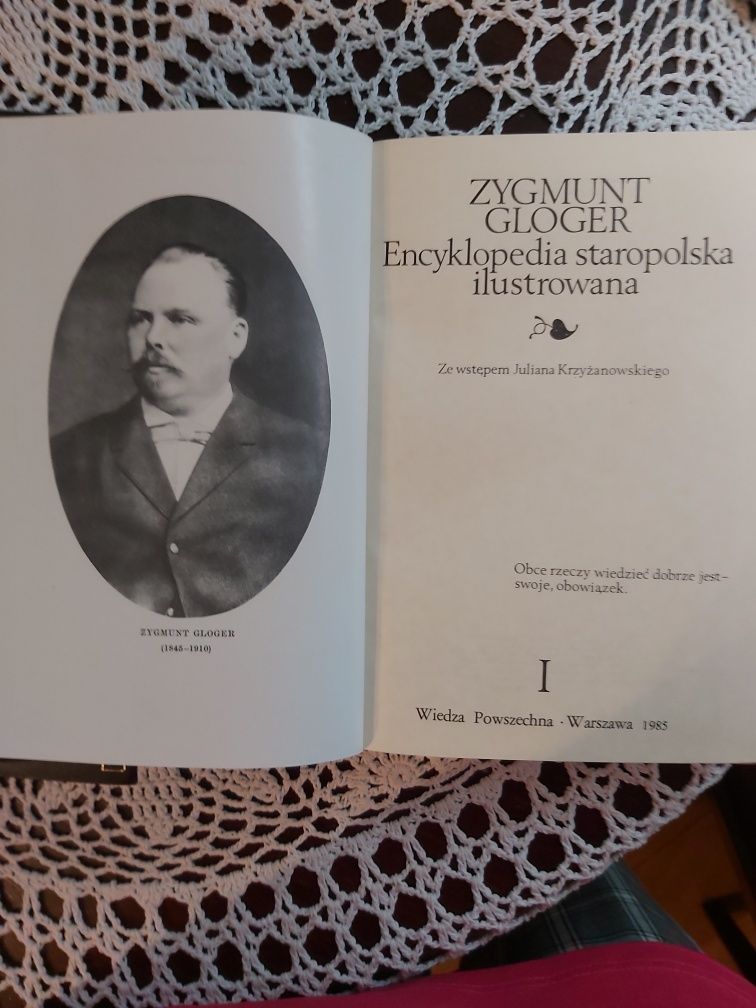 ZYGMUNT GLOGER
(1845–1910)
ZYGMUNT
GLOGER
Encyklopedia staropolska
ilustrowana
Ze wstępem Juliana Krzyżanowskiego
Obce rzeczy wiedzieć dobrze jest–
swoje, obowiązek.
I
Wiedza Powszechna · Warszawa 1985